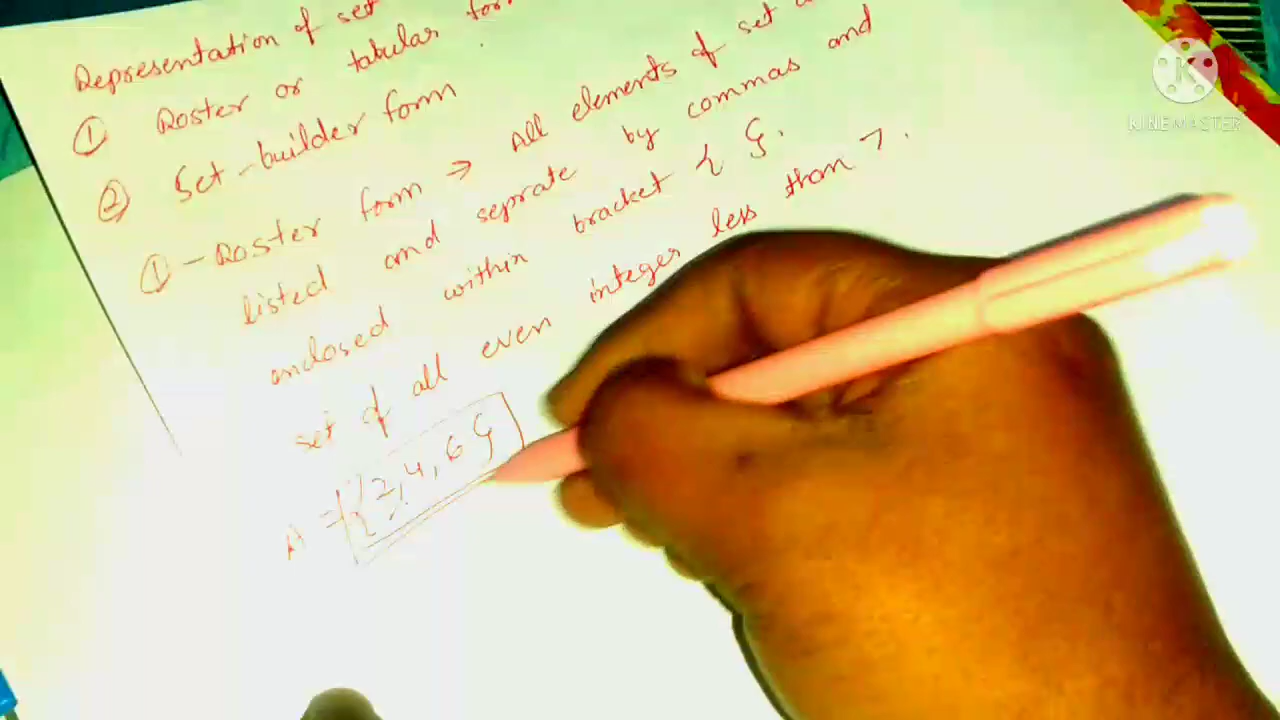 Representation of set
① Roster or tabular form
② Set-builder form
① - Roster form → All elements of set
listed and seprate by commas and
enclosed within bracket { }.
set of all even integer less than 7.
A = { 2, 4, 6 }
KINEMASTER